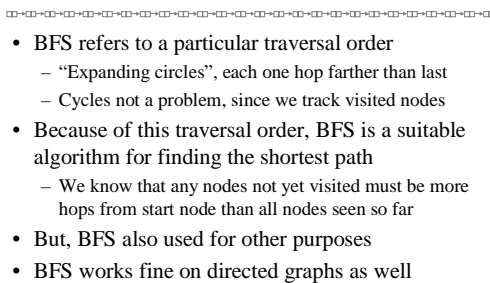 • BFS refers to a particular traversal order
– “Expanding circles”, each one hop farther than last
– Cycles not a problem, since we track visited nodes
• Because of this traversal order, BFS is a suitable
algorithm for finding the shortest path
– We know that any nodes not yet visited must be more
hops from start node than all nodes seen so far
• But, BFS also used for other purposes
• BFS works fine on directed graphs as well